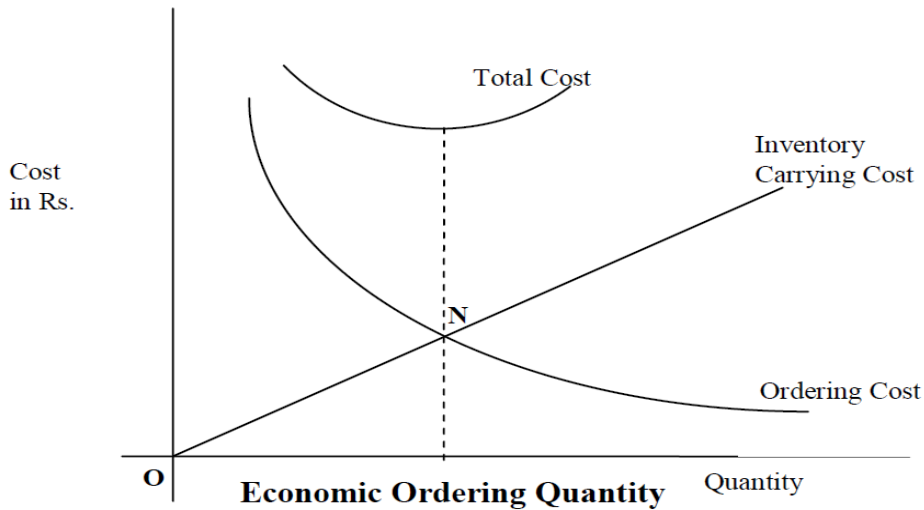 Total Cost
Inventory
Carrying Cost
Cost
in Rs.
N
Ordering Cost
O
Economic Ordering Quantity
Quantity